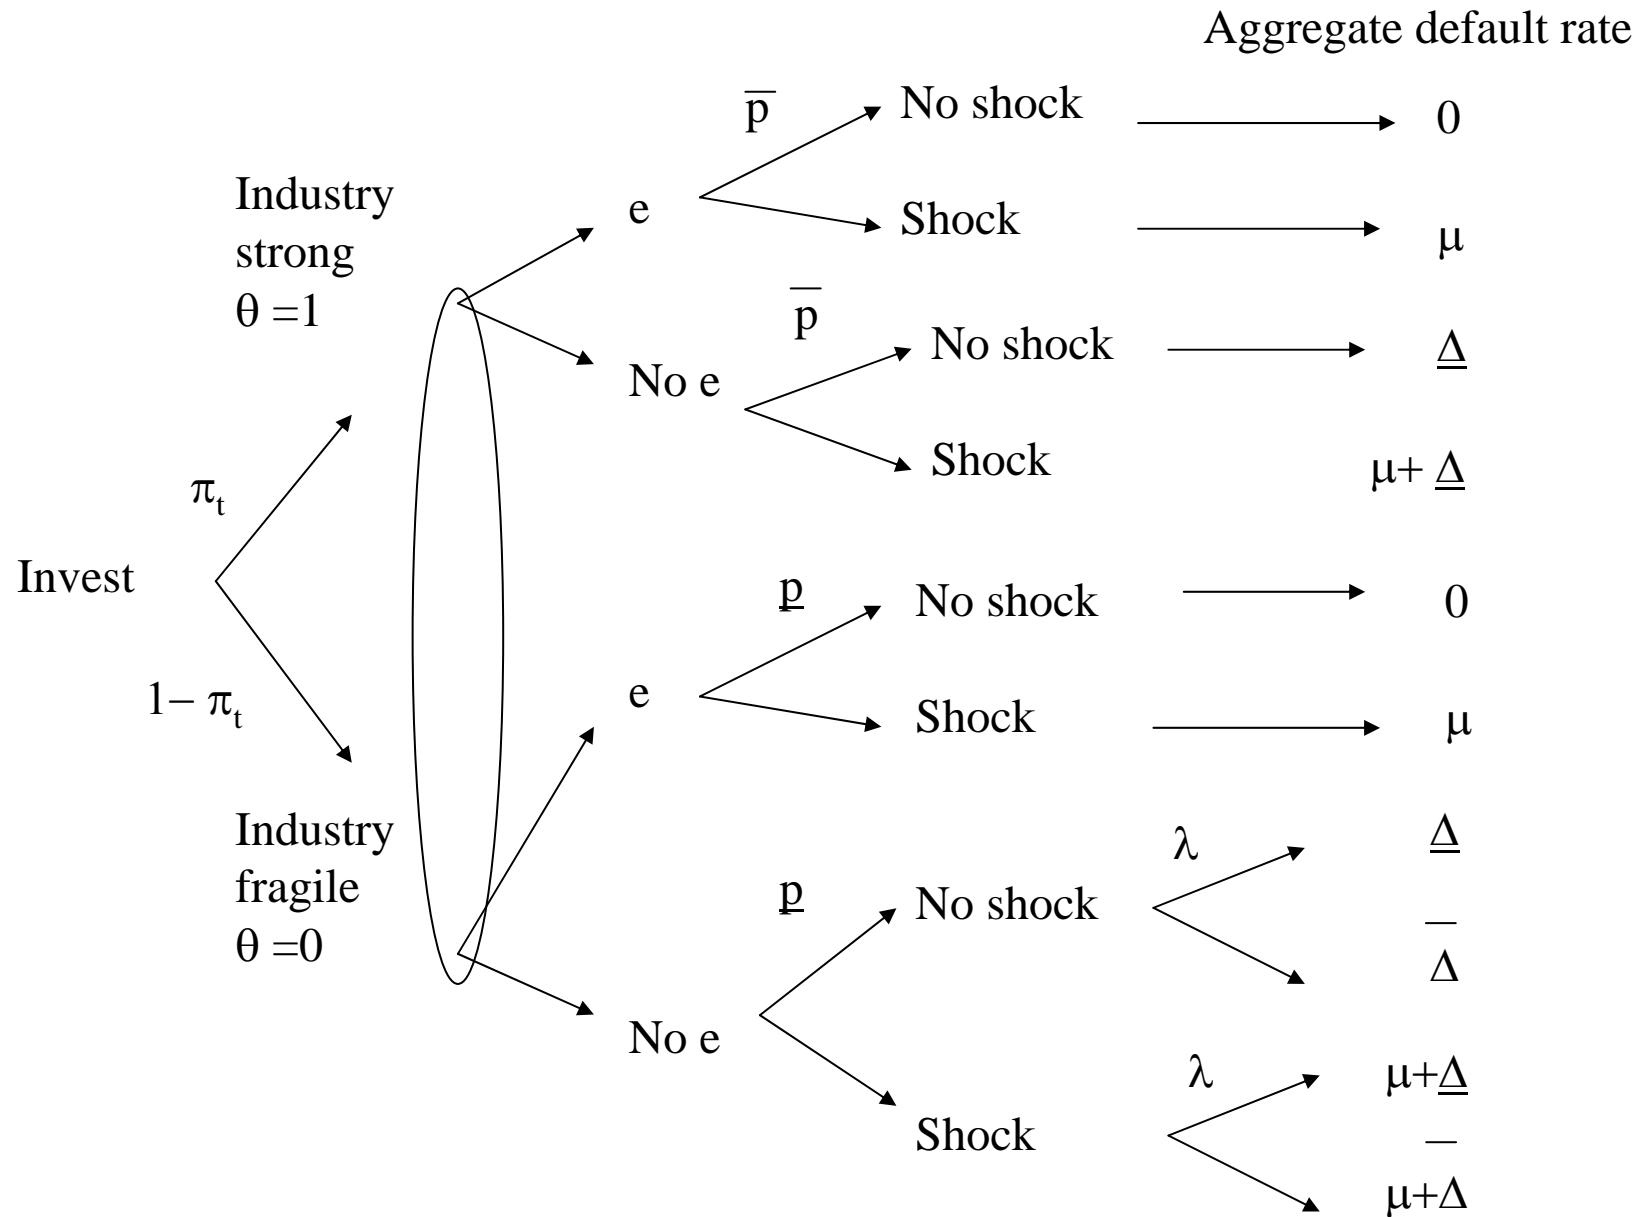 Aggregate default rate
p̅
No shock
0
Industry
strong
θ =1
e
Shock
μ
p̅
No shock
Δ̲
No e
Shock
μ+ Δ̲
π_t
Invest
p̲
No shock
0
1– π_t
e
Shock
μ
Industry
fragile
θ =0
λ
Δ̲
p̲
No shock
Δ̅
No e
λ
μ+Δ̲
Shock
μ+Δ̅